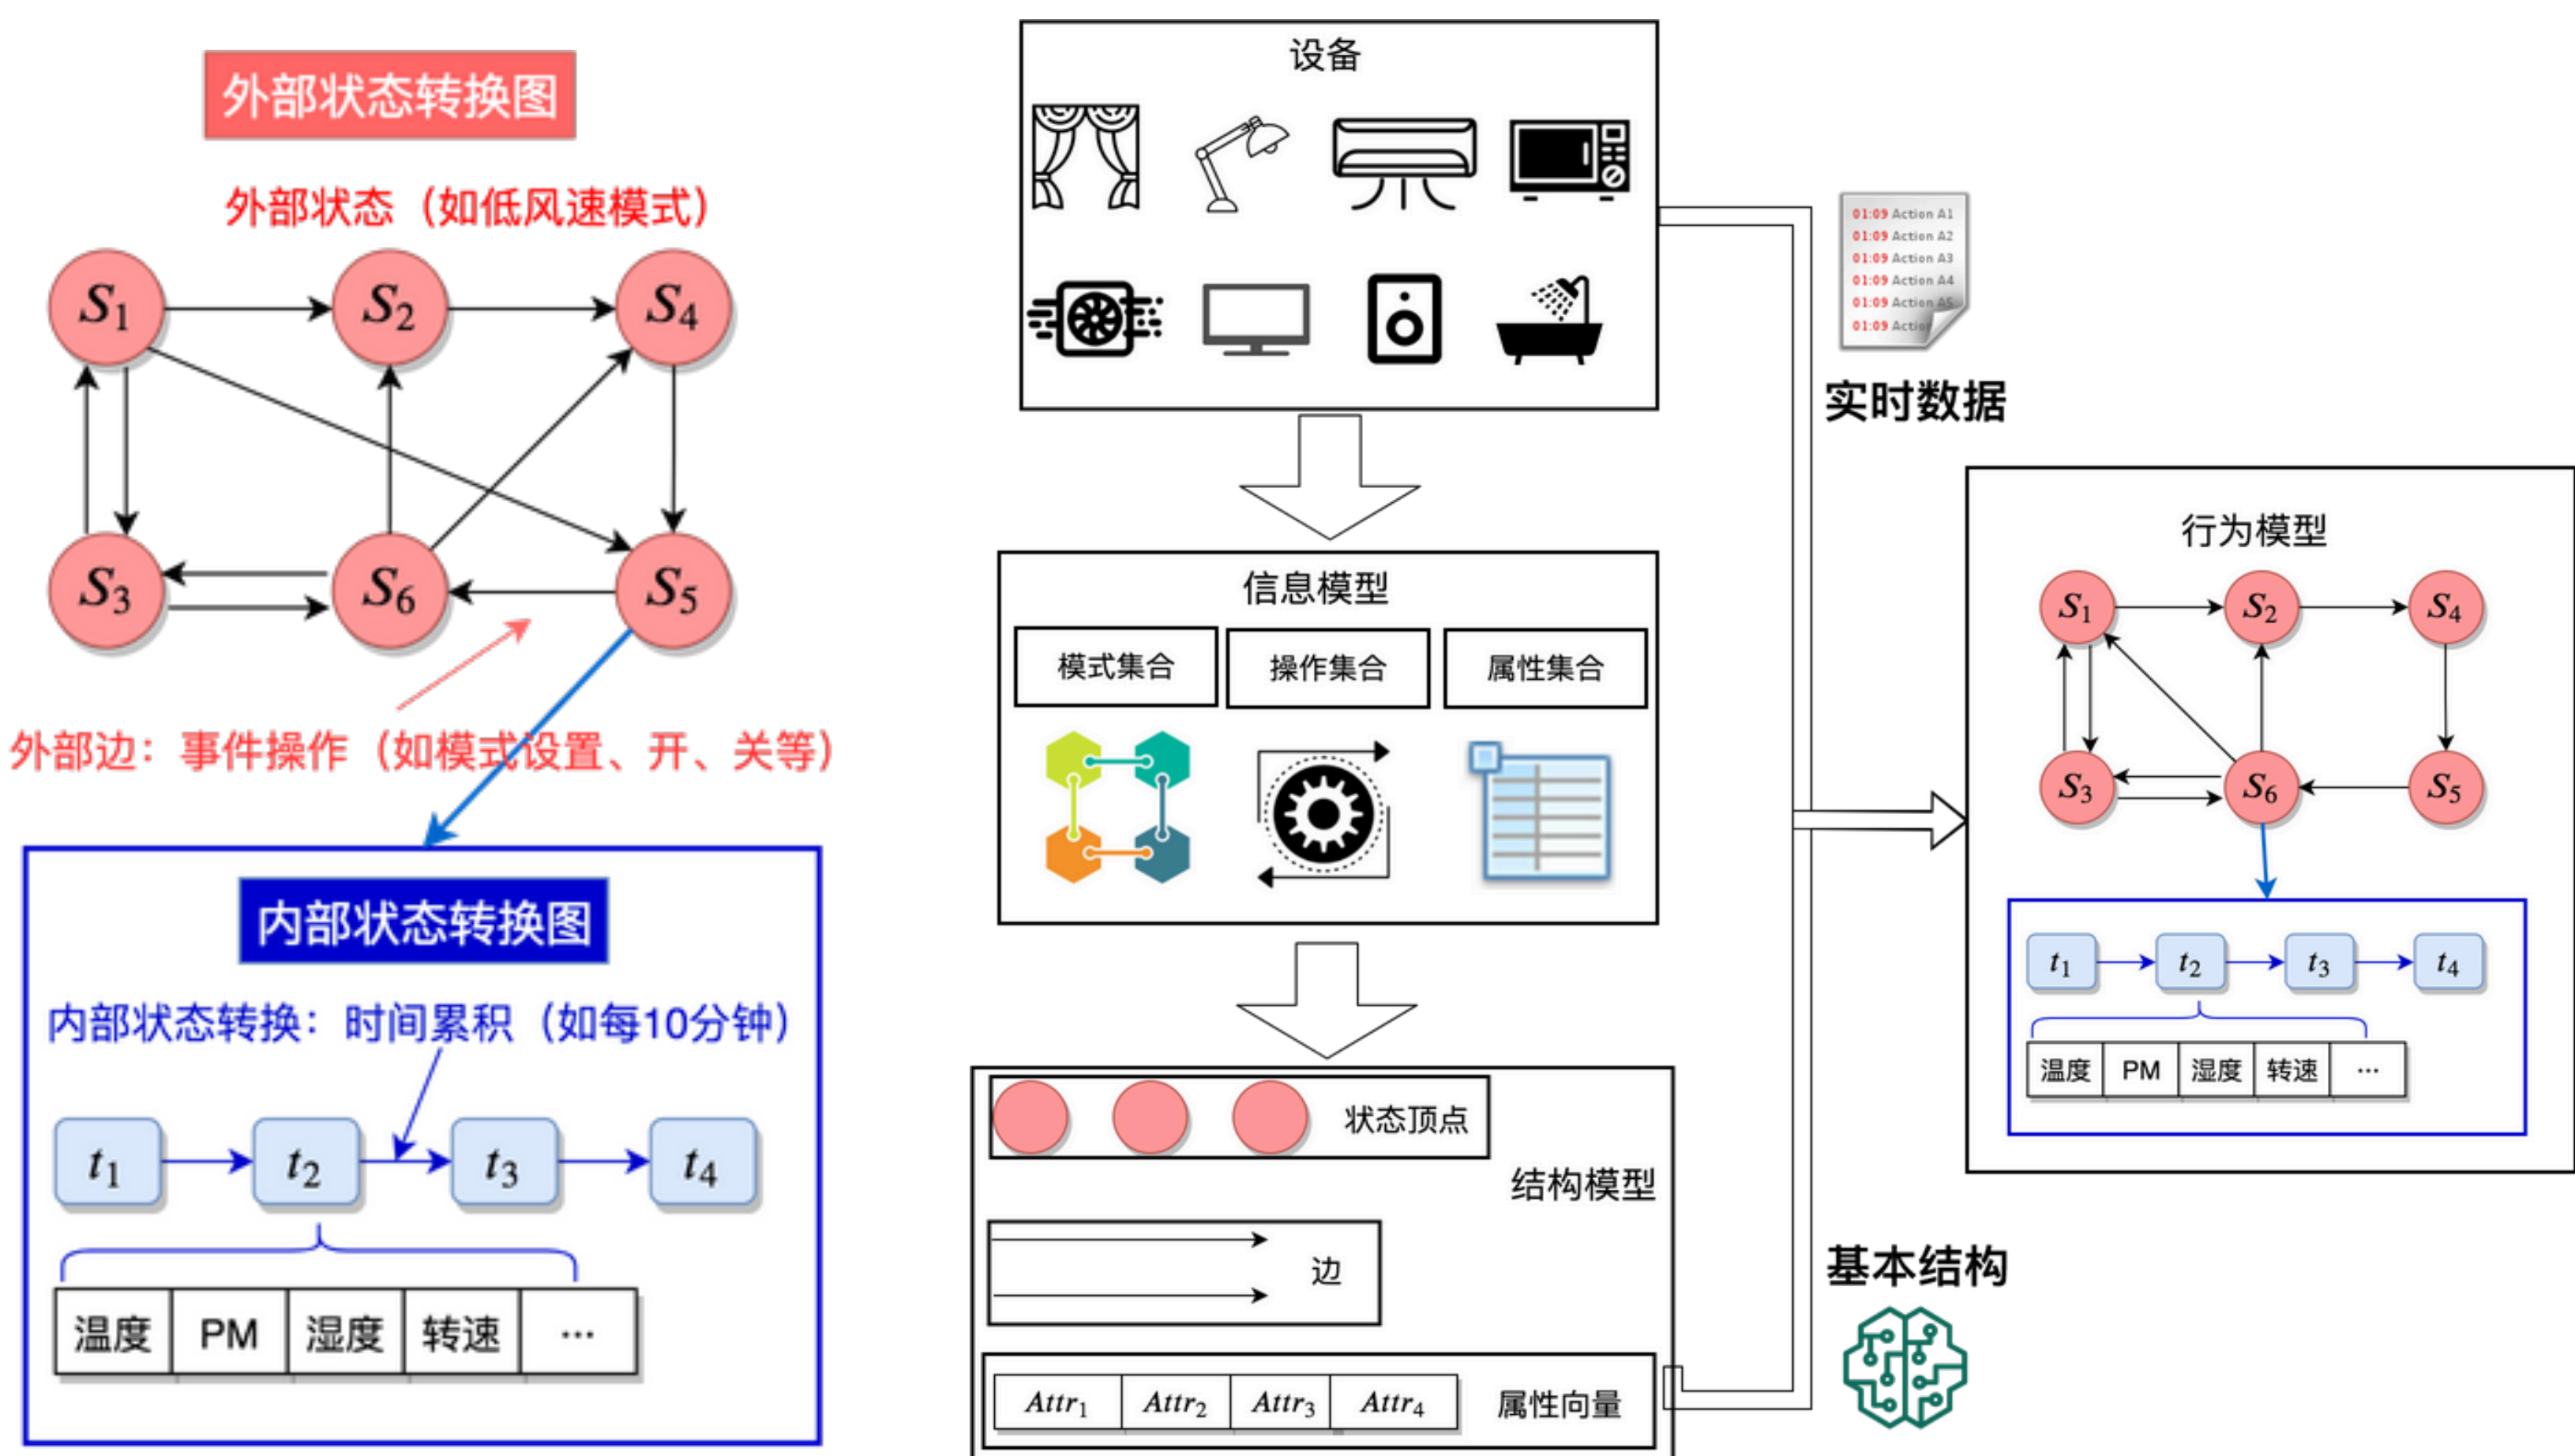 外部状态转换图
外部状态（如低风速模式）
S1
S2
S4
S3
S6
S5
外部边：事件操作（如模式设置、开、关等）
内部状态转换图
内部状态转换：时间累积（如每10分钟）
t1
t2
t3
t4
温度 PM 湿度 转速 ···
设备
信息模型
模式集合
操作集合
属性集合
状态顶点
结构模型
边
Attr1 Attr2 Attr3 Attr4
属性向量
01:09 Action A1
01:09 Action A2
01:09 Action A3
01:09 Action A4
01:09 Action A5
01:09 Action
实时数据
基本结构
行为模型
S1
S2
S4
S3
S6
S5
t1
t2
t3
t4
温度 PM 湿度 转速 ···